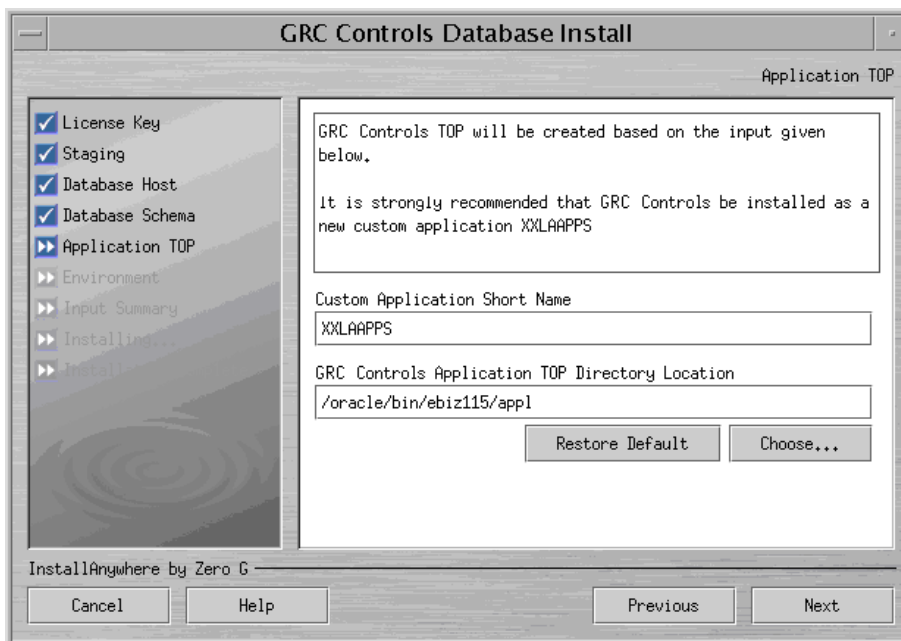 GRC Controls Database Install
Application TOP
License Key
Staging
Database Host
Database Schema
Application TOP
Environment
Input Summary
Installing...
GRC Controls TOP will be created based on the input given
below.
It is strongly recommended that GRC Controls be installed as a
new custom application XXLAAPPS
Custom Application Short Name
XXLAAPPS
GRC Controls Application TOP Directory Location
/oracle/bin/ebiz115/appl
Restore Default
Choose...
InstallAnywhere by Zero G
Cancel
Help
Previous
Next